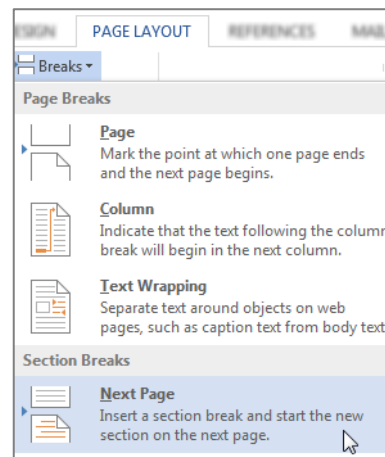 PAGE LAYOUT
REFERENCES
Breaks
Page Breaks
Page
Mark the point at which one page ends
and the next page begins.
Column
Indicate that the text following the column
break will begin in the next column.
Text Wrapping
Separate text around objects on web
pages, such as caption text from body text
Section Breaks
Next Page
Insert a section break and start the new
section on the next page.